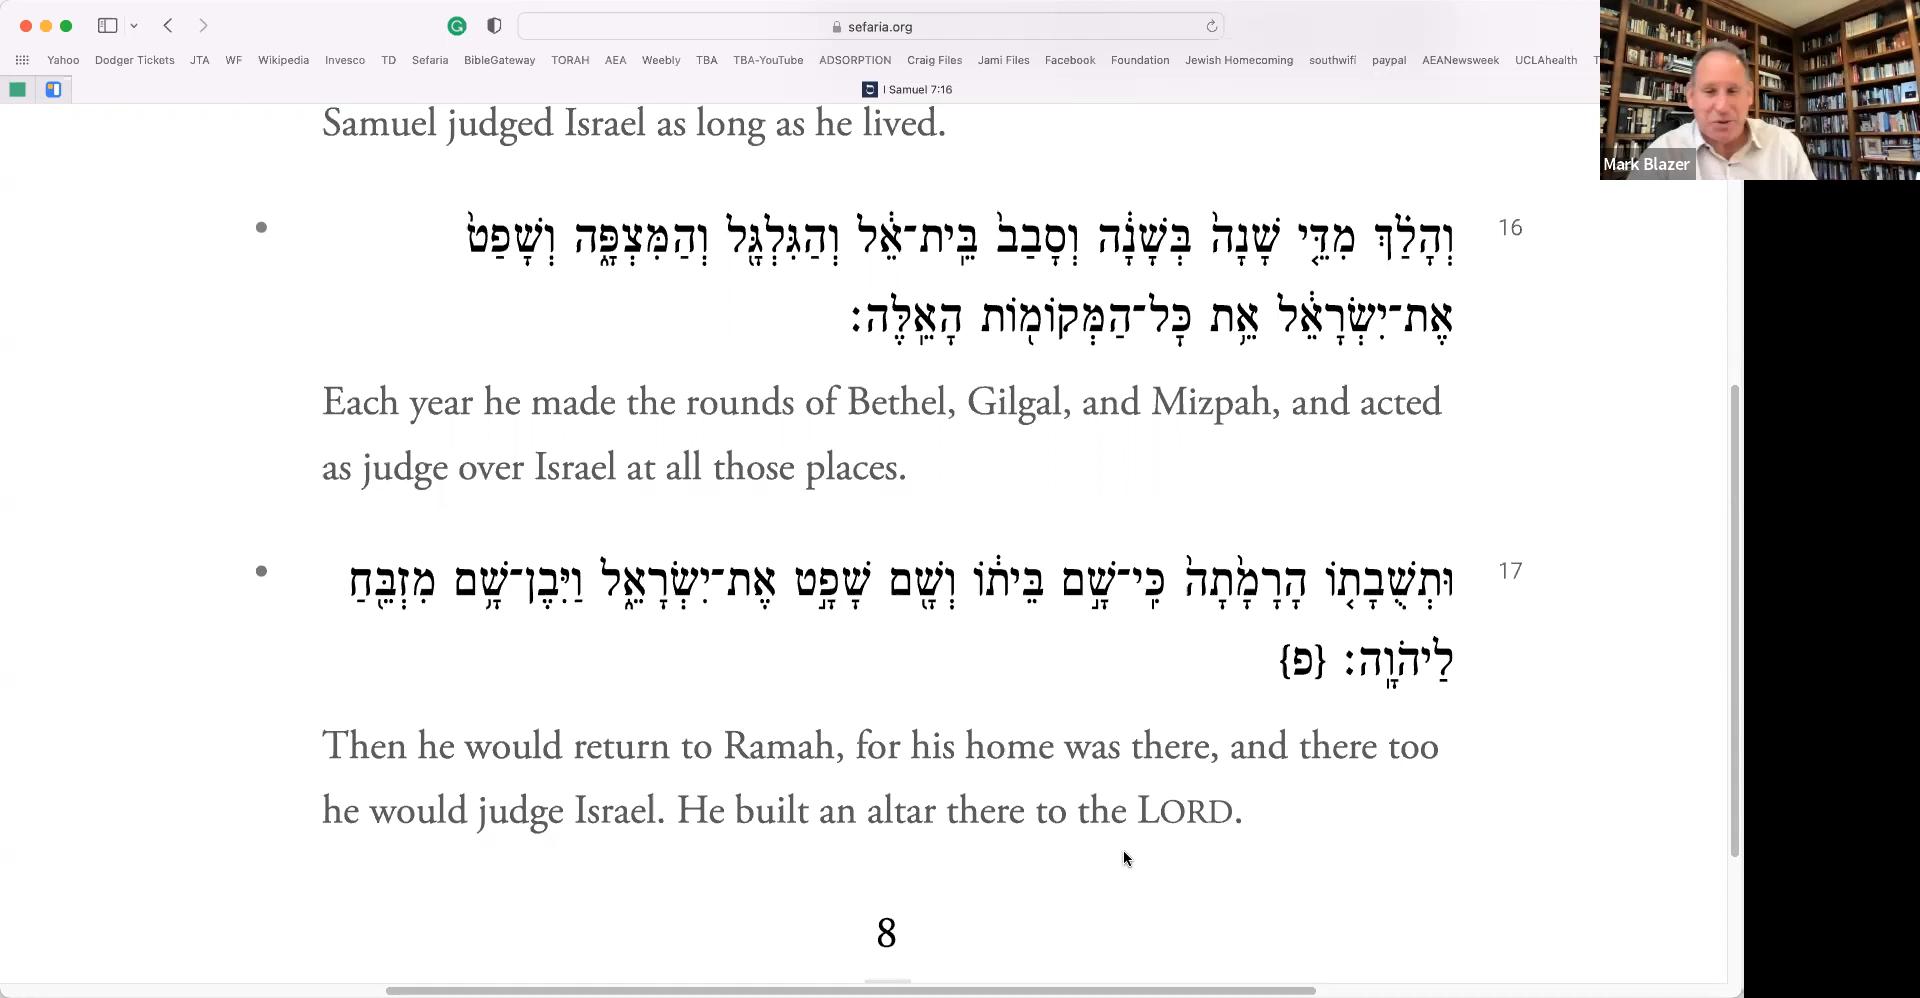 sefaria.org
Yahoo Dodger Tickets JTA WF Wikipedia Invesco TD Sefaria BibleGateway TORAH AEA Weebly TBA TBA-YouTube ADSORPTION Craig Files Jami Files Facebook Foundation Jewish Homecoming southwifi paypal AEANewsweek UCLAhealth
I Samuel 7:16
Mark Blazer
Samuel judged Israel as long as he lived.
16
וְהָלַ֗ךְ מִדֵּ֤י שָׁנָה֙ בְּשָׁנָ֔ה וְסָבַב֙ בֵּֽית־אֵ֔ל וְהַגִּלְגָּ֖ל וְהַמִּצְפָּ֑ה וְשָׁפַט֙
אֶת־יִשְׂרָאֵ֔ל אֵ֥ת כׇּל־הַמְּקוֹמ֖וֹת הָאֵֽלֶּה׃
Each year he made the rounds of Bethel, Gilgal, and Mizpah, and acted
as judge over Israel at all those places.
17
וּתְשֻׁבָת֤וֹ הָרָמָ֙תָה֙ כִּֽי־שָׁ֣ם בֵּית֔וֹ וְשָׁ֖ם שָׁפָ֣ט אֶת־יִשְׂרָאֵ֑ל וַיִּֽבֶן־שָׁ֥ם מִזְבֵּ֖חַ
לַיהֹוָֽה׃ {פ}
Then he would return to Ramah, for his home was there, and there too
he would judge Israel. He built an altar there to the LORD.
8